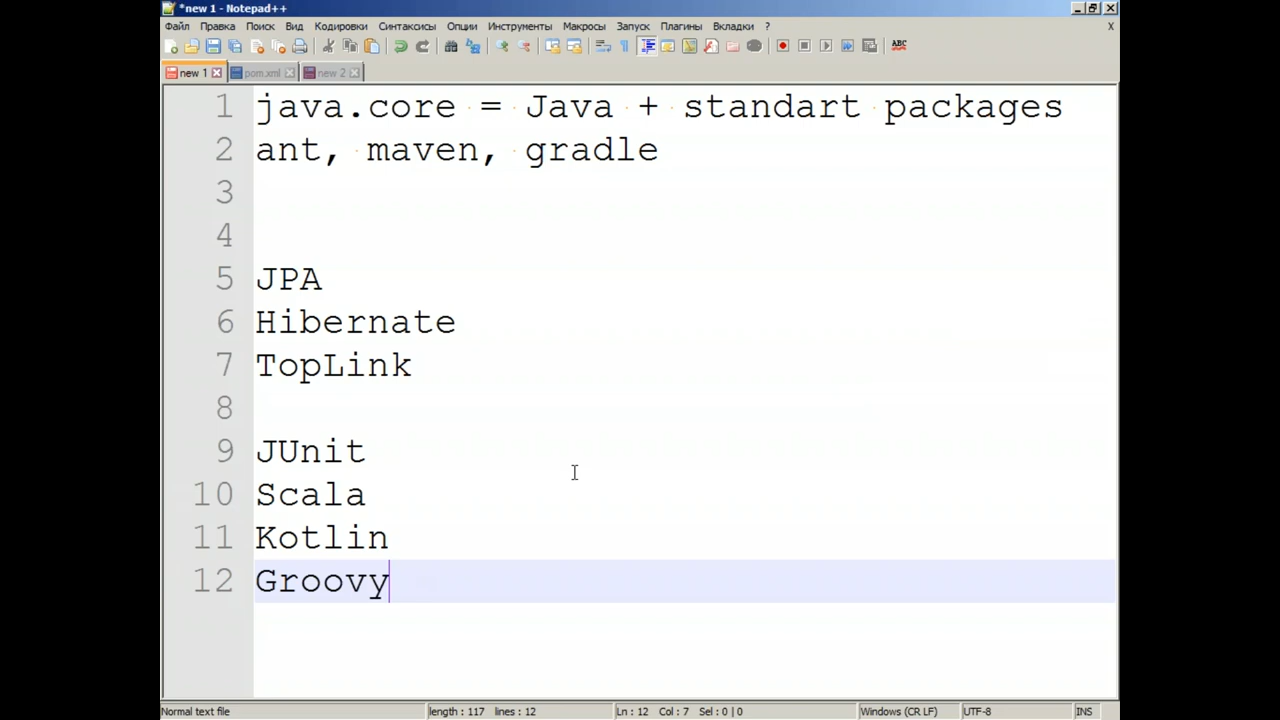 *new 1 - Notepad++
Файл Правка Поиск Вид Кодировки Синтаксисы Опции Инструменты Макросы Запуск Плагины Вкладки ? X
ABC
new 1 pom.xml new 2
1 java.core = Java + standart packages
2 ant, maven, gradle
3
4
5 JPA
6 Hibernate
7 TopLink
8
9 JUnit
10 Scala
11 Kotlin
12 Groovy
Normal text file length : 117 lines : 12 Ln : 12 Col : 7 Sel : 0 | 0 Windows (CR LF) UTF-8 INS